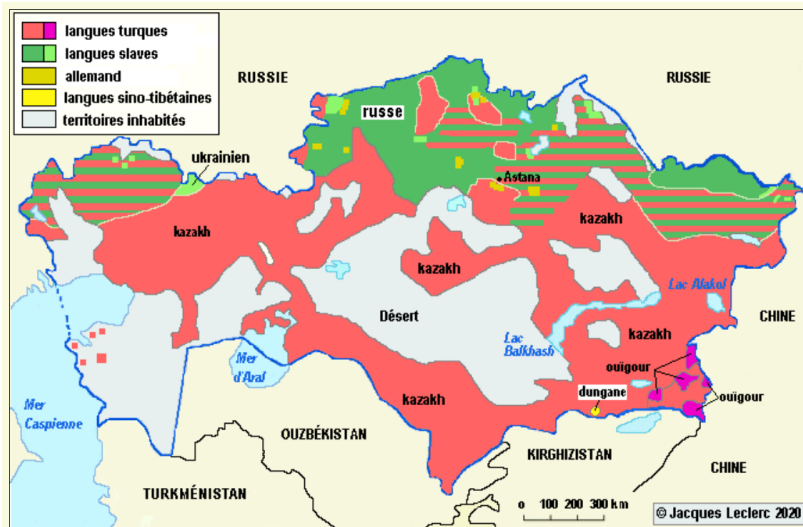 langues turques
langues slaves
allemand
langues sino-tibétaines
territoires inhabités
RUSSIE
RUSSIE
russe
ukrainien
Astana
kazakh
kazakh
kazakh
Lac Alakol
Désert
kazakh
CHINE
Lac
Balkhash
ouïgour
Mer
d'Aral
dungane
ouïgour
kazakh
Mer
Caspienne
OUZBÉKISTAN
KIRGHIZISTAN
CHINE
TURKMÉNISTAN
o 100 200 300 km
© Jacques Leclerc 2020